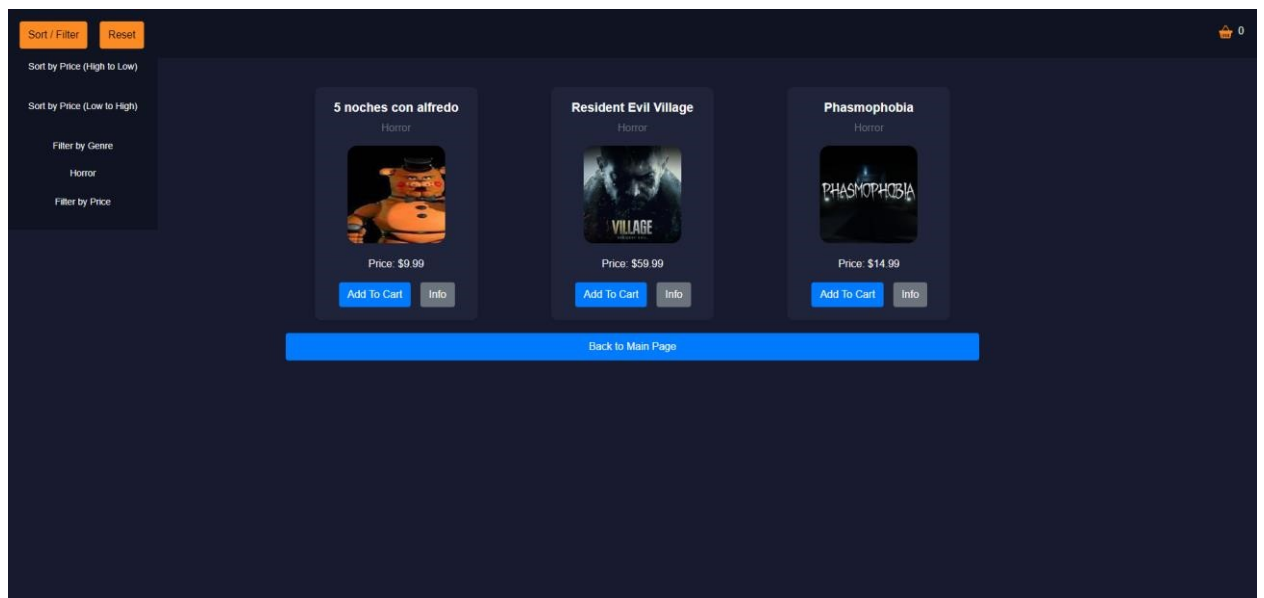 Sort / Filter Reset 0
Sort by Price (High to Low)
Sort by Price (Low to High)
Filter by Genre
Horror
Filter by Price
5 noches con alfredo
Horror
Price: $9.99
Add To Cart Info
Resident Evil Village
Horror
VILLAGE
Price: $59.99
Add To Cart Info
Phasmophobia
Horror
PHASMOPHOBIA
Price: $14.99
Add To Cart Info
Back to Main Page